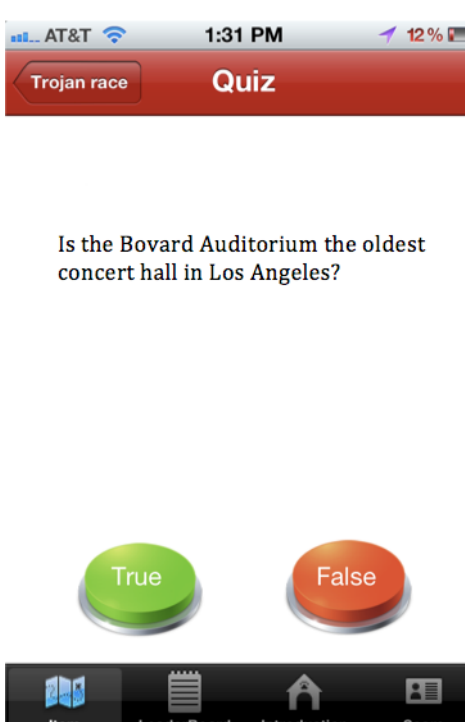 AT&T 1:31 PM 12%
Trojan race Quiz
Is the Bovard Auditorium the oldest
concert hall in Los Angeles?
True False